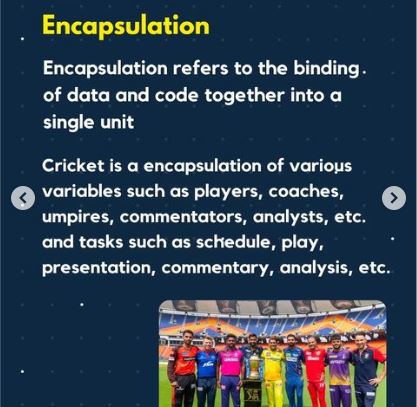 Encapsulation
Encapsulation refers to the binding
of data and code together into a
single unit
Cricket is a encapsulation of various
variables such as players, coaches,
umpires, commentators, analysts, etc.
and tasks such as schedule, play,
presentation, commentary, analysis, etc.